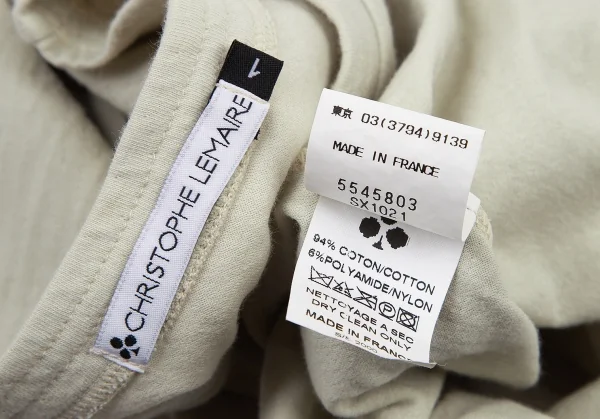 1
CHRISTOPHE LEMAIRE
東京 03(3794)9139
MADE IN FRANCE
5545803
SX1021
94% COTON/COTTON
6%POLYAMIDE/NYLON
NETTOYAGE A SEC
DRY CLEAN ONLY
MADE IN FRANC